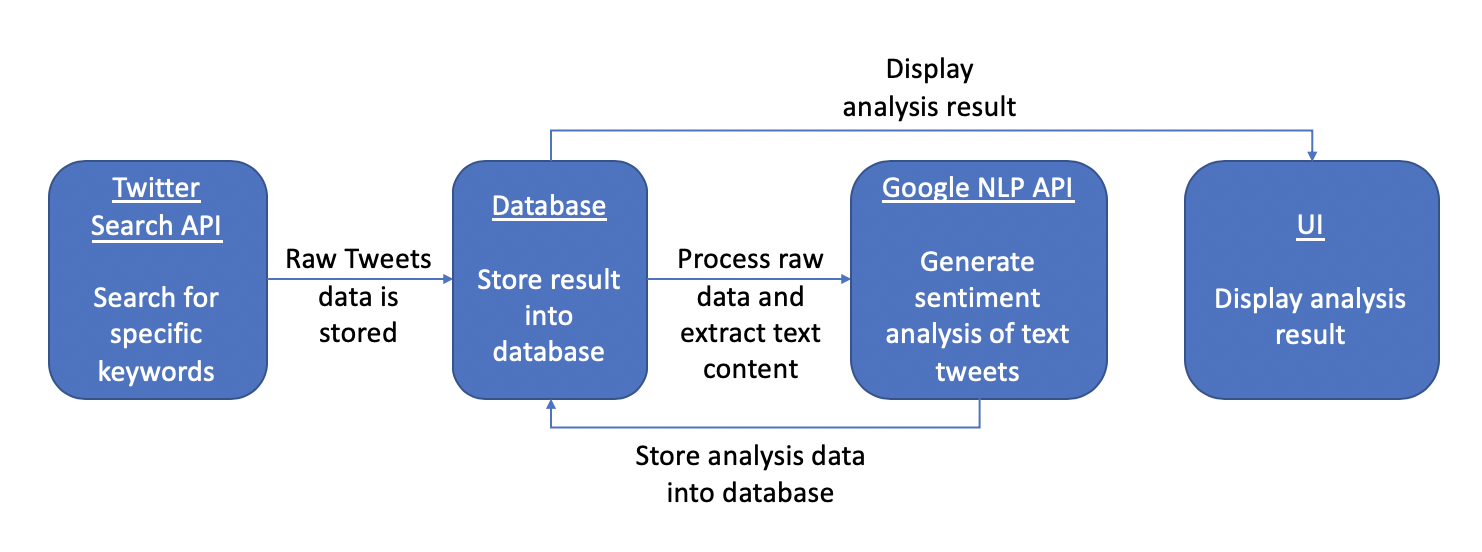 Display
analysis result
Twitter
Search API
Search for
specific
keywords
Raw Tweets
data is
stored
Database
Store result
into
database
Process raw
data and
extract text
content
Google NLP API
Generate
sentiment
analysis of text
tweets
UI
Display analysis
result
Store analysis data
into database